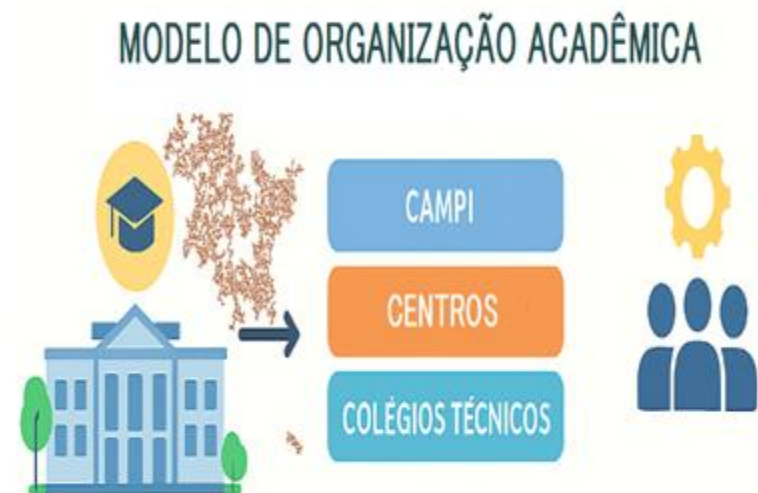 MODELO DE ORGANIZAÇÃO ACADÊMICA
CAMPI
CENTROS
COLÉGIOS TÉCNICOS